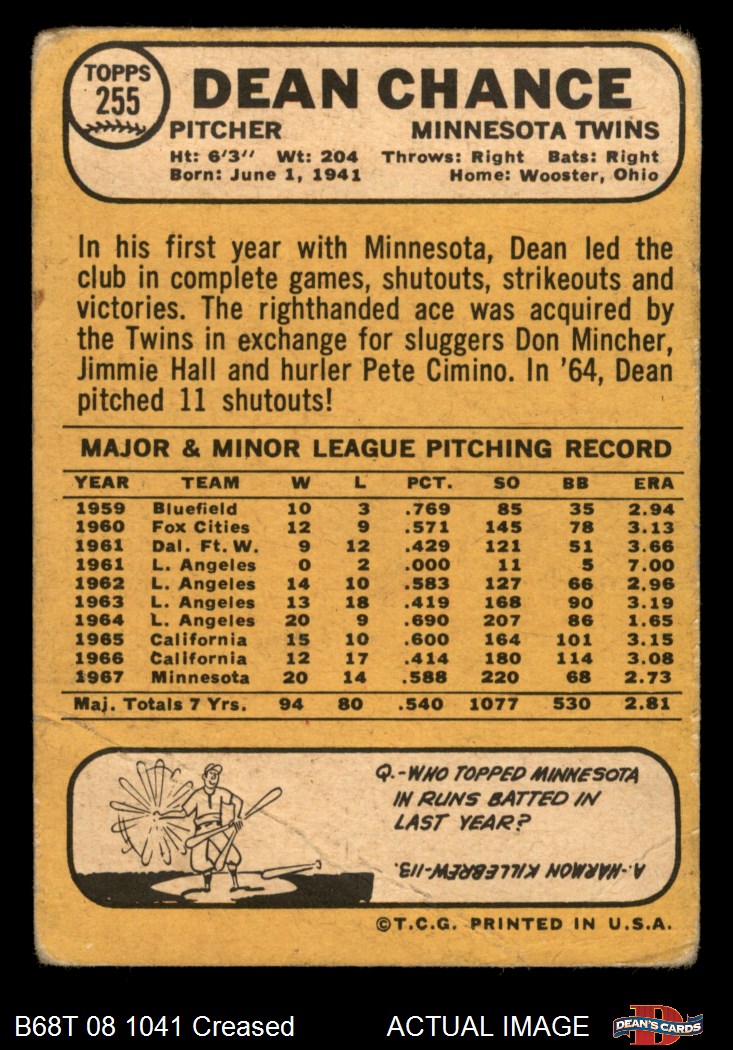 TOPPS
255
DEAN CHANCE
PITCHER MINNESOTA TWINS
Ht: 6'3" Wt: 204 Throws: Right Bats: Right
Born: June 1, 1941 Home: Wooster, Ohio
In his first year with Minnesota, Dean led the
club in complete games, shutouts, strikeouts and
victories. The righthanded ace was acquired by
the Twins in exchange for sluggers Don Mincher,
Jimmie Hall and hurler Pete Cimino. In '64, Dean
pitched 11 shutouts!
MAJOR & MINOR LEAGUE PITCHING RECORD
YEAR TEAM W L PCT. SO BB ERA
1959 Bluefield 10 3 .769 85 35 2.94
1960 Fox Cities 12 9 .571 145 78 3.13
1961 Dal. Ft. W. 9 12 .429 121 51 3.66
1961 L. Angeles 0 2 .000 11 5 7.00
1962 L. Angeles 14 10 .583 127 66 2.96
1963 L. Angeles 13 18 .419 168 90 3.19
1964 L. Angeles 20 9 .690 207 86 1.65
1965 California 15 10 .600 164 101 3.15
1966 California 12 17 .414 180 114 3.08
1967 Minnesota 20 14 .588 220 68 2.73
Maj. Totals 7 Yrs. 94 80 .540 1077 530 2.81
Q.-WHO TOPPED MINNESOTA
IN RUNS BATTED IN
LAST YEAR?
A.-HARMON KILLEBREW-113.
©T.C.G. PRINTED IN U.S.A.
B68T 08 1041 Creased ACTUAL IMAGE DEAN'S CARDS